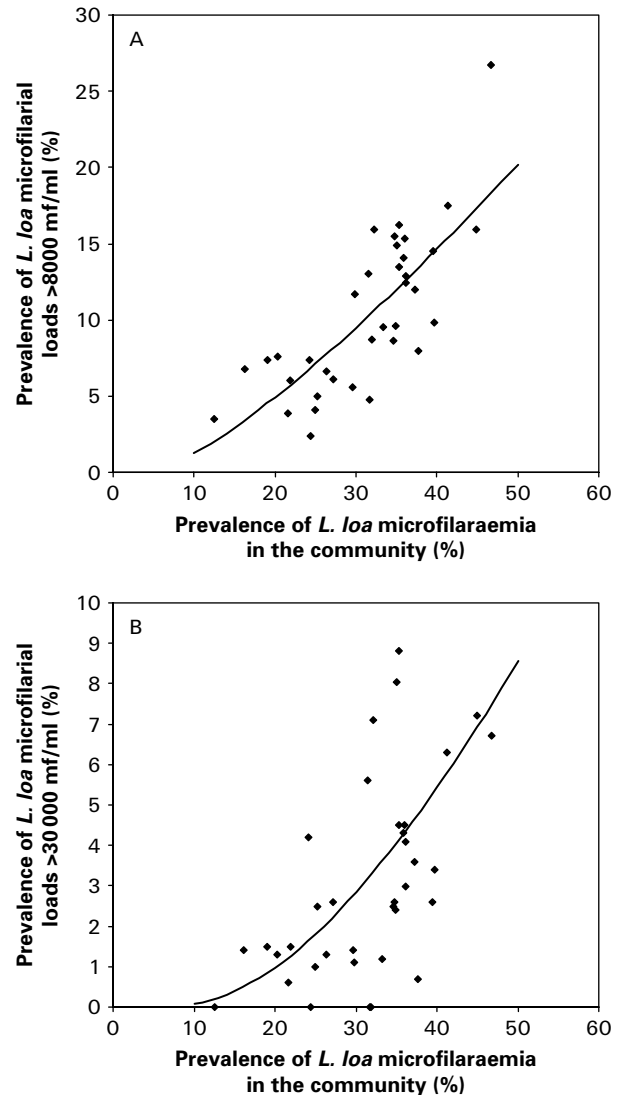 A
Prevalence of L. loa microfilarial
loads >8000 mf/ml (%)
30
25
20
15
10
5
0
0 10 20 30 40 50 60
Prevalence of L. loa microfilaraemia
in the community (%)
B
Prevalence of L. loa microfilarial
loads >30 000 mf/ml (%)
10
9
8
7
6
5
4
3
2
1
0
0 10 20 30 40 50 60
Prevalence of L. loa microfilaraemia
in the community (%)